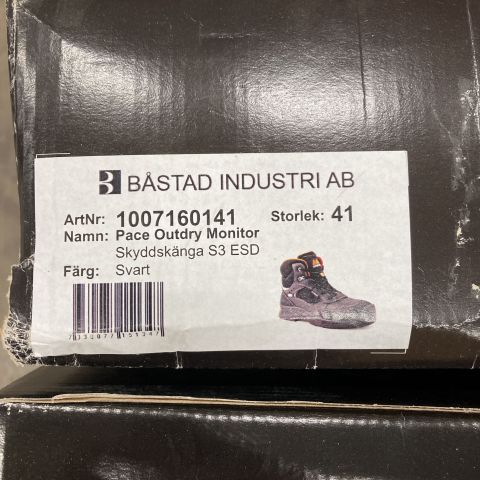 B BÅSTAD INDUSTRI AB
ArtNr: 1007160141 Storlek: 41
Namn: Pace Outdry Monitor
Skyddskänga S3 ESD
Färg: Svart